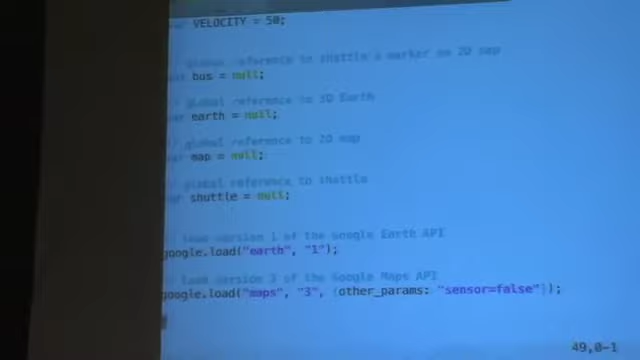 var VELOCITY = 50;
// global reference to shuttle's marker on 2D map
var bus = null;
// global reference to 3D Earth
var earth = null;
// global reference to 2D map
var map = null;
// global reference to shuttle
var shuttle = null;
// load version 1 of the Google Earth API
google.load("earth", "1");
// load version 3 of the Google Maps API
google.load("maps", "3", {other_params: "sensor=false"});
49,0-1